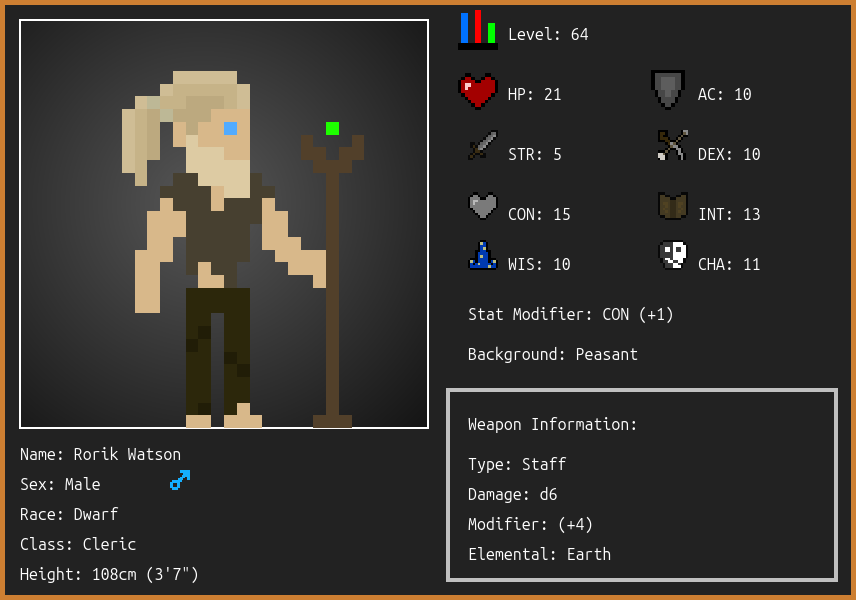 Level: 64
HP: 21
AC: 10
STR: 5
DEX: 10
CON: 15
INT: 13
WIS: 10
CHA: 11
Stat Modifier: CON (+1)
Background: Peasant
Weapon Information:
Type: Staff
Damage: d6
Modifier: (+4)
Elemental: Earth
Name: Rorik Watson
Sex: Male
Race: Dwarf
Class: Cleric
Height: 108cm (3'7")